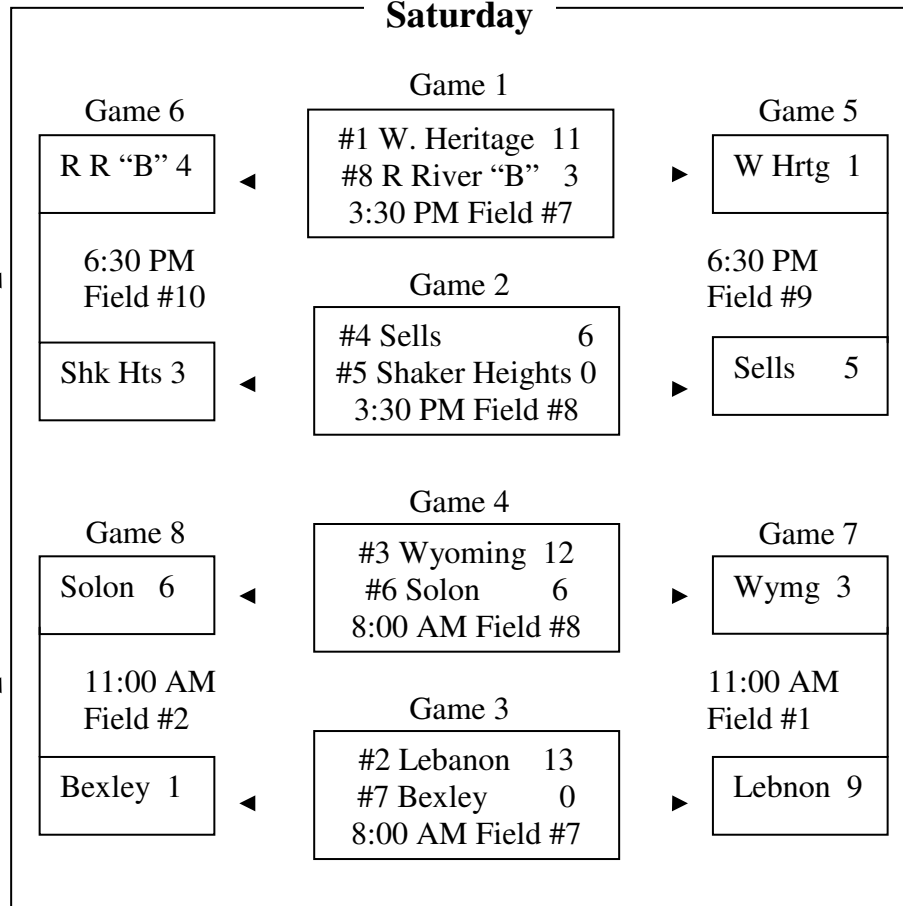 Saturday
Game 1
Game 6
Game 5
#1 W. Heritage 11
#8 R River “B” 3
3:30 PM Field #7
R R “B” 4
W Hrtg 1
6:30 PM
Field #10
6:30 PM
Field #9
Game 2
#4 Sells 6
#5 Shaker Heights 0
3:30 PM Field #8
Shk Hts 3
Sells 5
Game 4
Game 8
Game 7
#3 Wyoming 12
#6 Solon 6
8:00 AM Field #8
Solon 6
Wymg 3
11:00 AM
Field #2
11:00 AM
Field #1
Game 3
#2 Lebanon 13
#7 Bexley 0
8:00 AM Field #7
Bexley 1
Lebnon 9